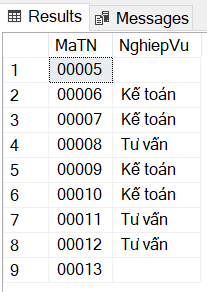 Results Messages
MaTN NghiepVu
1 00005
2 00006 Kế toán
3 00007 Kế toán
4 00008 Tư vấn
5 00009 Kế toán
6 00010 Kế toán
7 00011 Tư vấn
8 00012 Tư vấn
9 00013